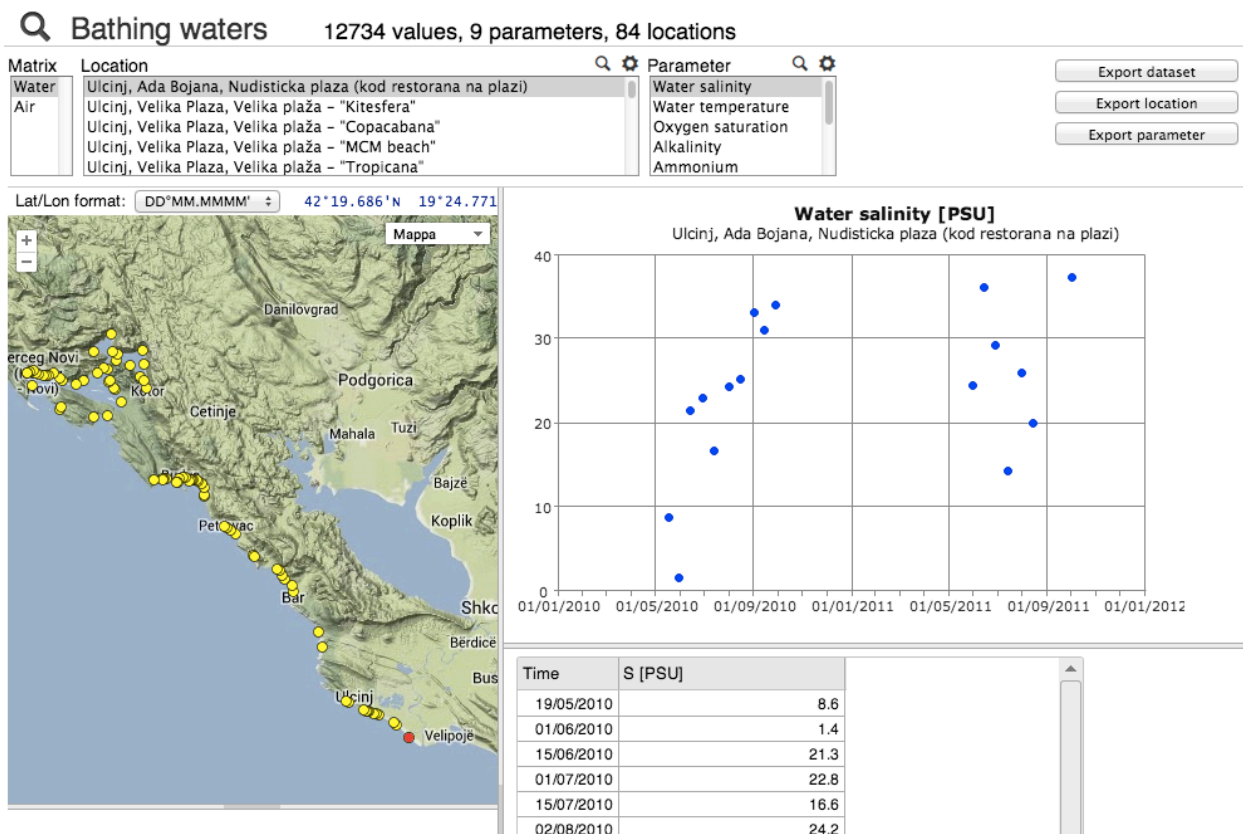 Bathing waters 12734 values, 9 parameters, 84 locations
Matrix Location Parameter
Water
Air
Ulcinj, Ada Bojana, Nudisticka plaza (kod restorana na plazi)
Ulcinj, Velika Plaza, Velika plaža – "Kitesfera"
Ulcinj, Velika Plaza, Velika plaža – "Copacabana"
Ulcinj, Velika Plaza, Velika plaža – "MCM beach"
Ulcinj, Velika Plaza, Velika plaža – "Tropicana"
Water salinity
Water temperature
Oxygen saturation
Alkalinity
Ammonium
Export dataset
Export location
Export parameter
Lat/Lon format: DD°MM.MMMM' 42°19.686'N 19°24.771
Mappa
+
−
Danilovgrad
erceg Novi
Podgorica
Kotor
Cetinje
Mahala
Tuzi
Bajzë
Petrovac
Koplik
Bar
Shko
Bërdicë
Bus
Ulcinj
Velipojë
Water salinity [PSU]
Ulcinj, Ada Bojana, Nudisticka plaza (kod restorana na plazi)
40
30
20
10
0
01/01/2010 01/05/2010 01/09/2010 01/01/2011 01/05/2011 01/09/2011 01/01/2012
Time S [PSU]
19/05/2010 8.6
01/06/2010 1.4
15/06/2010 21.3
01/07/2010 22.8
15/07/2010 16.6
02/08/2010 24.2